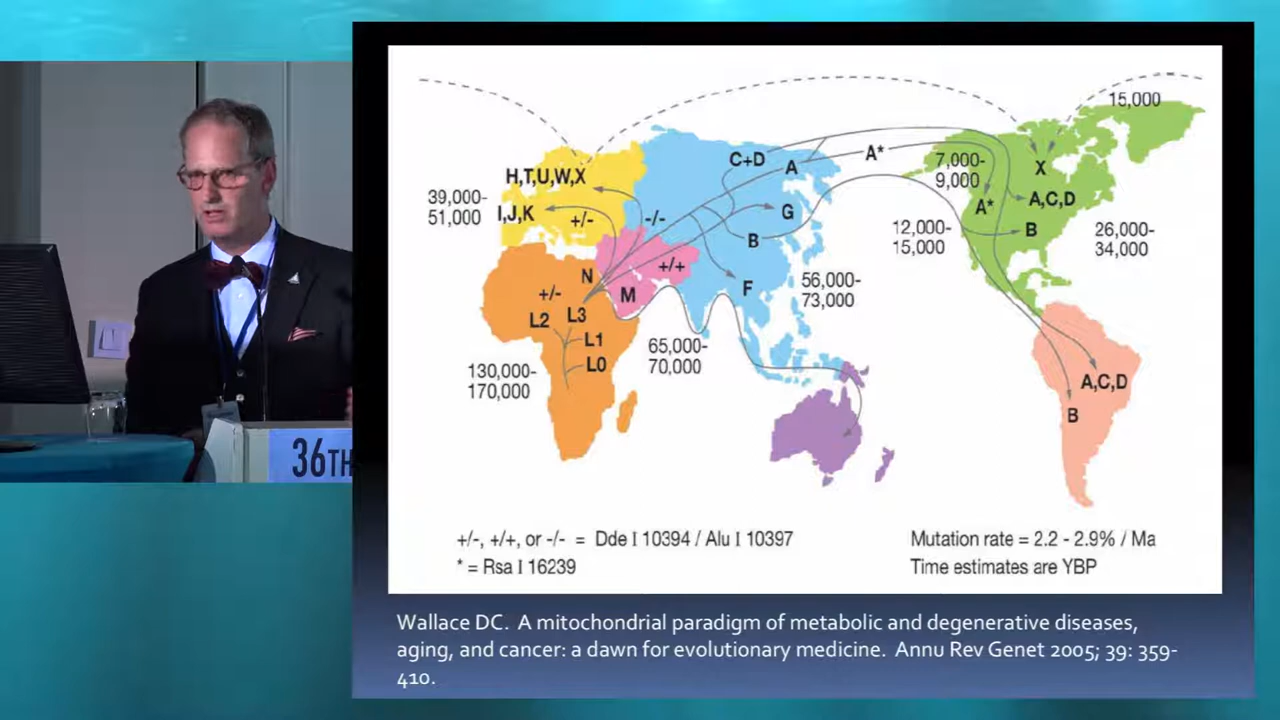 36TH
15,000
C+D
A
A*
7,000-
9,000
X
H,T,U,W,X
39,000-
51,000
I,J,K
+/-
-/-
G
A*
A,C,D
B
B
12,000-
15,000
26,000-
34,000
N
+/+
M
F
56,000-
73,000
+/-
L2
L3
L1
L0
65,000-
70,000
130,000-
170,000
A,C,D
B
+/-, +/+, or -/- = Dde I 10394 / Alu I 10397
* = Rsa I 16239
Mutation rate = 2.2 - 2.9% / Ma
Time estimates are YBP
Wallace DC. A mitochondrial paradigm of metabolic and degenerative diseases,
aging, and cancer: a dawn for evolutionary medicine. Annu Rev Genet 2005; 39: 359-
410.